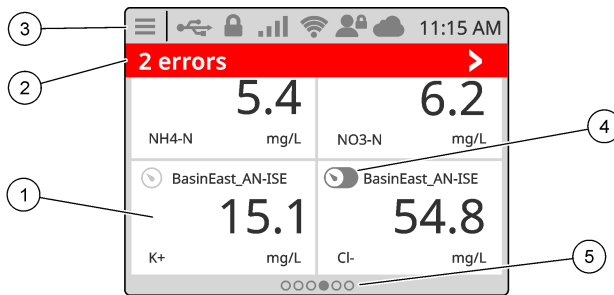 11:15 AM
3
2 errors
2
5.4 6.2
NH4-N mg/L NO3-N mg/L
4
BasinEast_AN-ISE BasinEast_AN-ISE
1
15.1 54.8
K+ mg/L Cl- mg/L
5